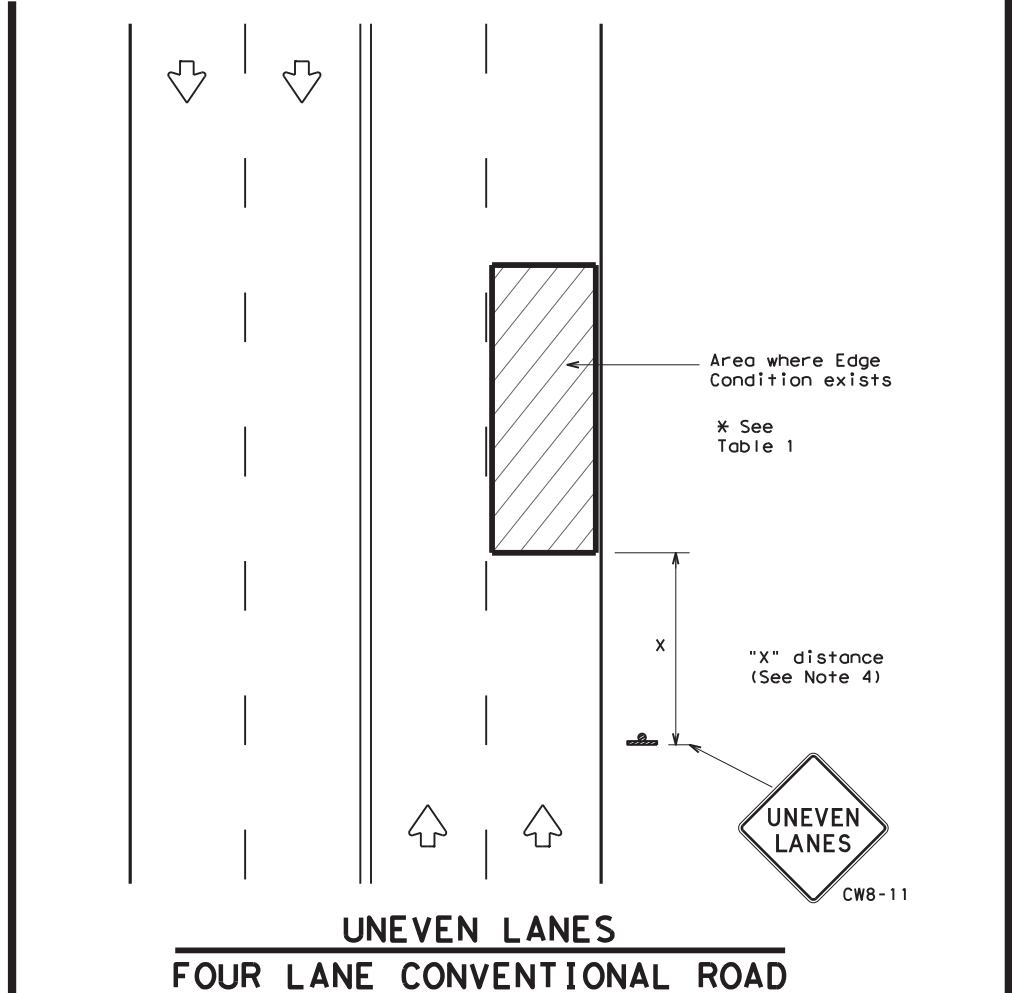 Area where Edge
Condition exists
* See
Table 1
X
"X" distance
(See Note 4)
UNEVEN
LANES
CW8-11
UNEVEN LANES
FOUR LANE CONVENTIONAL ROAD